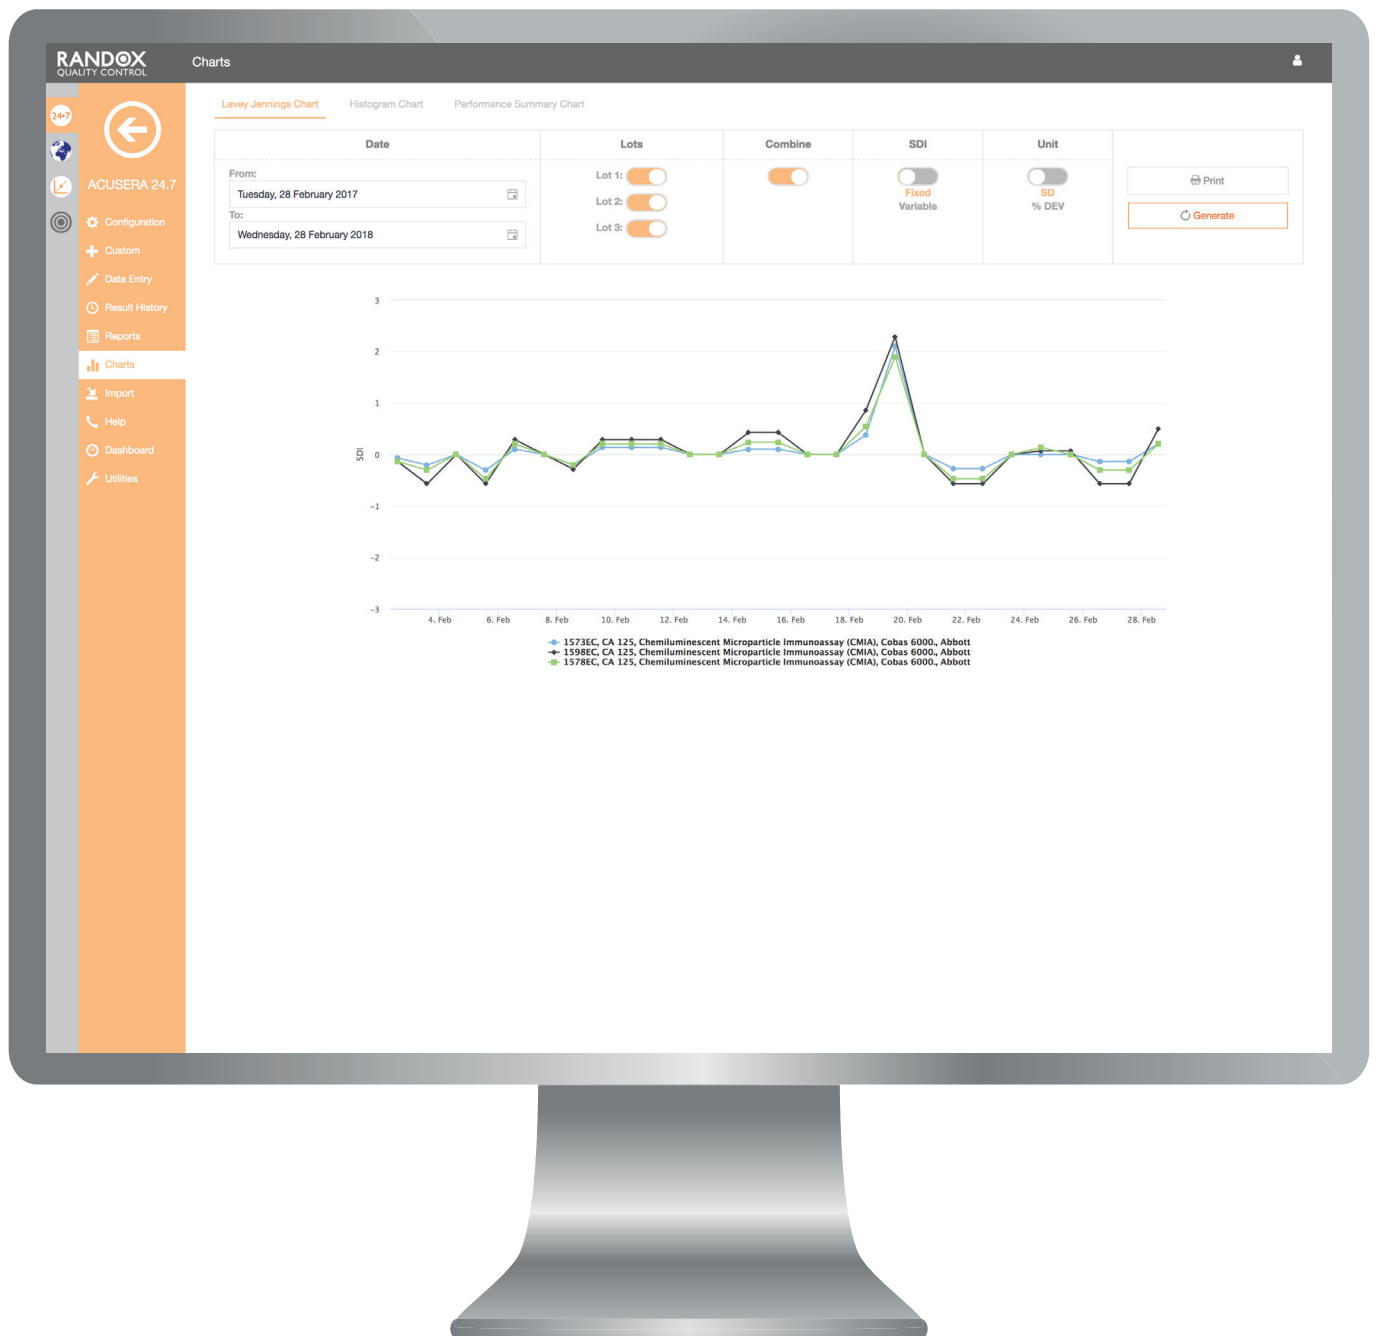 RANDOX
QUALITY CONTROL
Charts
24•7
ACUSERA 24.7
Configuration
Custom
Data Entry
Result History
Reports
Charts
Import
Help
Dashboard
Utilities
Levey Jennings Chart
Histogram Chart
Performance Summary Chart
Date
Lots
Combine
SDI
Unit
From:
Tuesday, 28 February 2017
To:
Wednesday, 28 February 2018
Lot 1:
Lot 2:
Lot 3:
Fixed
Variable
SD
% DEV
Print
Generate
3
2
1
0
-1
-2
-3
SDI
4. Feb
6. Feb
8. Feb
10. Feb
12. Feb
14. Feb
16. Feb
18. Feb
20. Feb
22. Feb
24. Feb
26. Feb
28. Feb
1573EC, CA 125, Chemiluminescent Microparticle Immunoassay (CMIA), Cobas 6000., Abbott
1598EC, CA 125, Chemiluminescent Microparticle Immunoassay (CMIA), Cobas 6000., Abbott
1578EC, CA 125, Chemiluminescent Microparticle Immunoassay (CMIA), Cobas 6000., Abbott